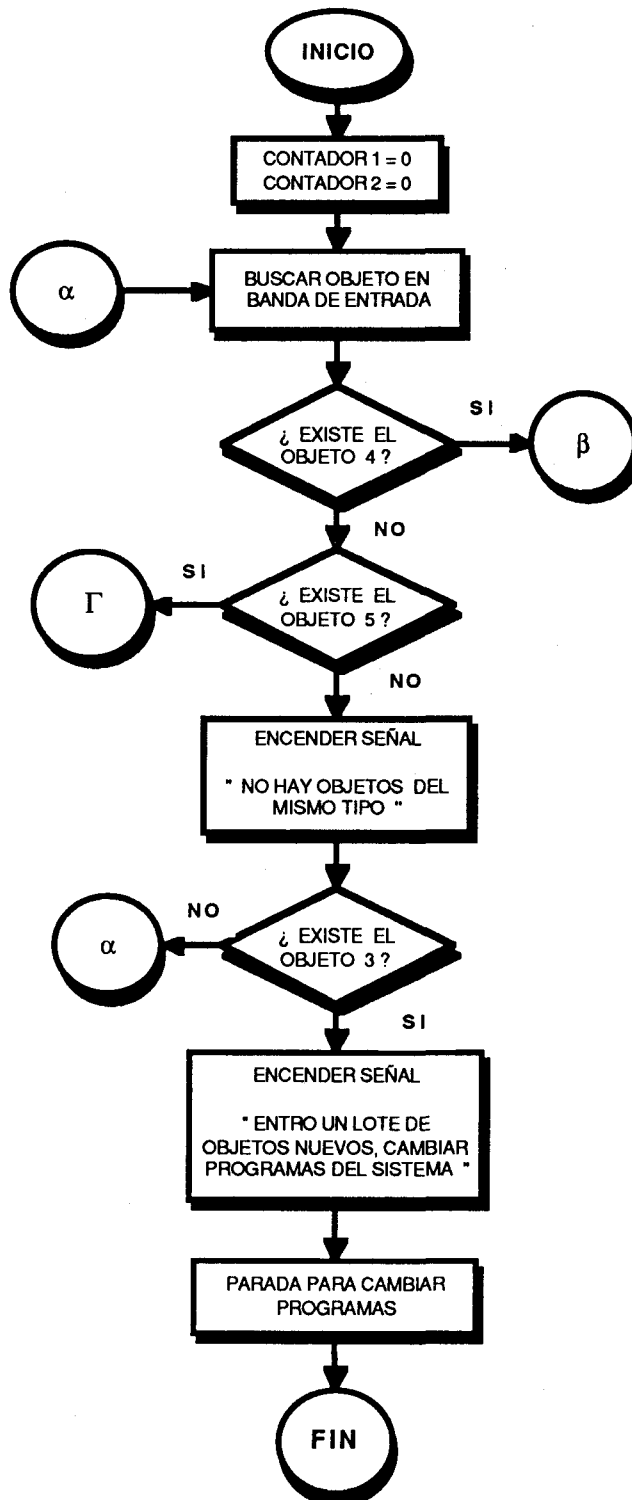 INICIO
CONTADOR 1 = 0
CONTADOR 2 = 0
α
BUSCAR OBJETO EN
BANDA DE ENTRADA
¿ EXISTE EL
OBJETO 4 ?
SI
β
NO
SI
Γ
¿ EXISTE EL
OBJETO 5 ?
NO
ENCENDER SEÑAL
" NO HAY OBJETOS DEL
MISMO TIPO "
NO
α
¿ EXISTE EL
OBJETO 3 ?
SI
ENCENDER SEÑAL
" ENTRO UN LOTE DE
OBJETOS NUEVOS, CAMBIAR
PROGRAMAS DEL SISTEMA "
PARADA PARA CAMBIAR
PROGRAMAS
FIN